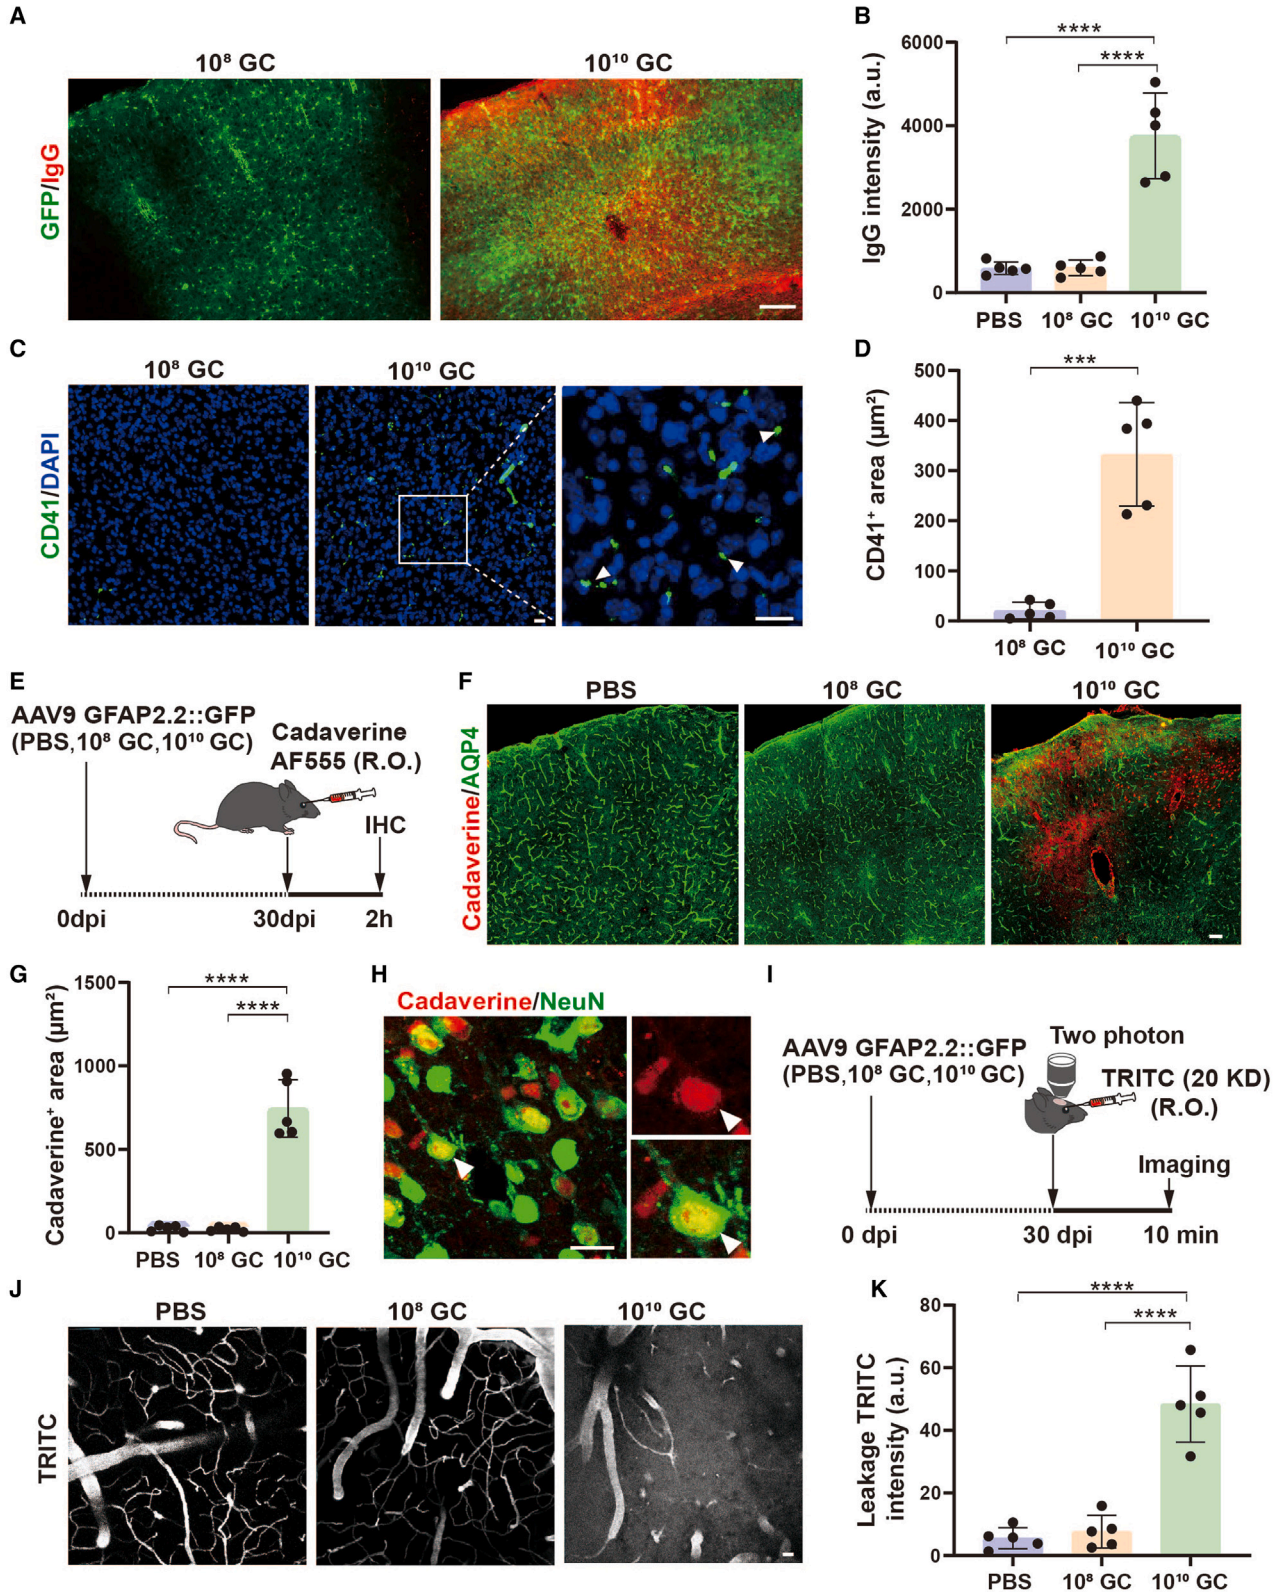 A
10⁸ GC
10¹⁰ GC
GFP/IgG
B
****
****
IgG intensity (a.u.)
6000
4000
2000
0
PBS
10⁸ GC
10¹⁰ GC
C
10⁸ GC
10¹⁰ GC
CD41/DAPI
D
***
CD41⁺ area (µm²)
500
400
300
200
100
0
10⁸ GC
10¹⁰ GC
E
AAV9 GFAP2.2::GFP
(PBS,10⁸ GC,10¹⁰ GC)
Cadaverine
AF555 (R.O.)
IHC
0dpi
30dpi
2h
F
PBS
10⁸ GC
10¹⁰ GC
Cadaverine/AQP4
G
****
****
Cadaverine⁺ area (µm²)
1500
1000
500
0
PBS
10⁸ GC
10¹⁰ GC
H
Cadaverine/NeuN
I
AAV9 GFAP2.2::GFP
(PBS,10⁸ GC,10¹⁰ GC)
Two photon
TRITC (20 KD)
(R.O.)
Imaging
0 dpi
30 dpi
10 min
J
PBS
10⁸ GC
10¹⁰ GC
TRITC
K
****
****
Leakage TRITC
intensity (a.u.)
80
60
40
20
0
PBS
10⁸ GC
10¹⁰ GC